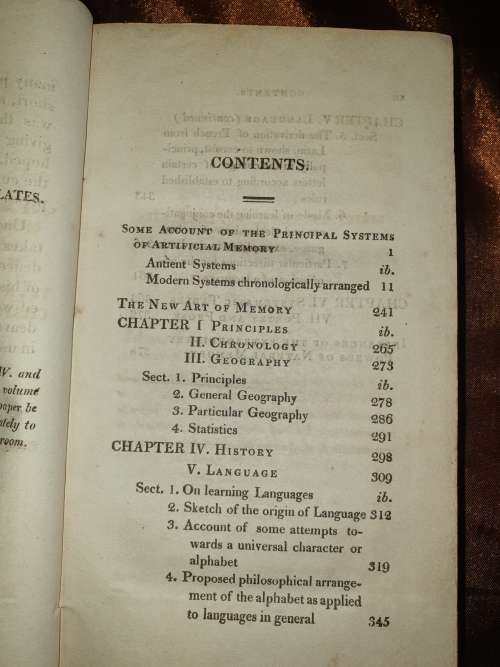 LATES.
W. and
volume
oper be
ately to
room.
CONTENTS.
SOME ACCOUNT OF THE PRINCIPAL SYSTEMS
OF ARTIFICIAL MEMORY 1
Antient Systems ib.
Modern Systems chronologically arranged 11
THE NEW ART OF MEMORY 241
CHAPTER I PRINCIPLES ib.
II. CHRONOLOGY 265
III. GEOGRAPHY 273
Sect. 1. Principles ib.
2. General Geography 278
3. Particular Geography 286
4. Statistics 291
CHAPTER IV. HISTORY 298
V. LANGUAGE 309
Sect. 1. On learning Languages ib.
2. Sketch of the origin of Language 312
3. Account of some attempts to-
wards a universal character or
alphabet 319
4. Proposed philosophical arrange-
ment of the alphabet as applied
to languages in general 345